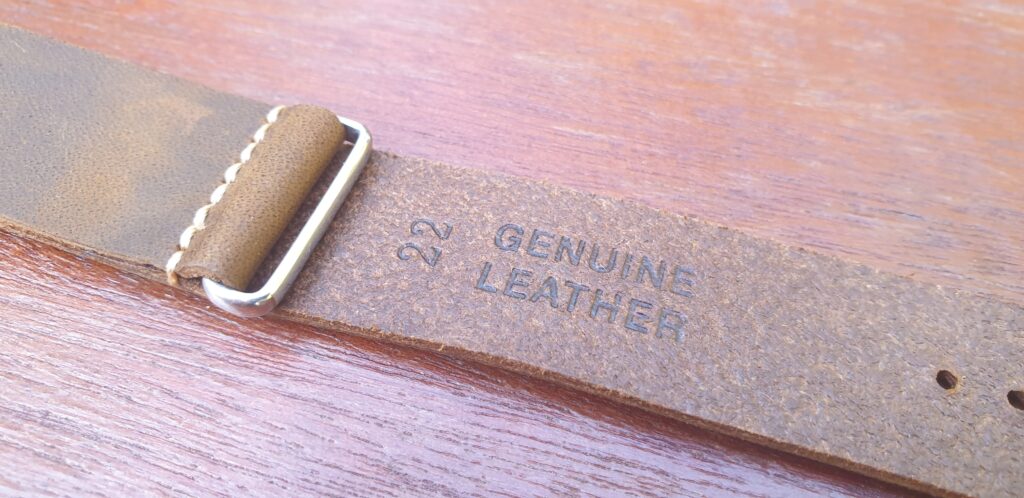 22
GENUINE
LEATHER